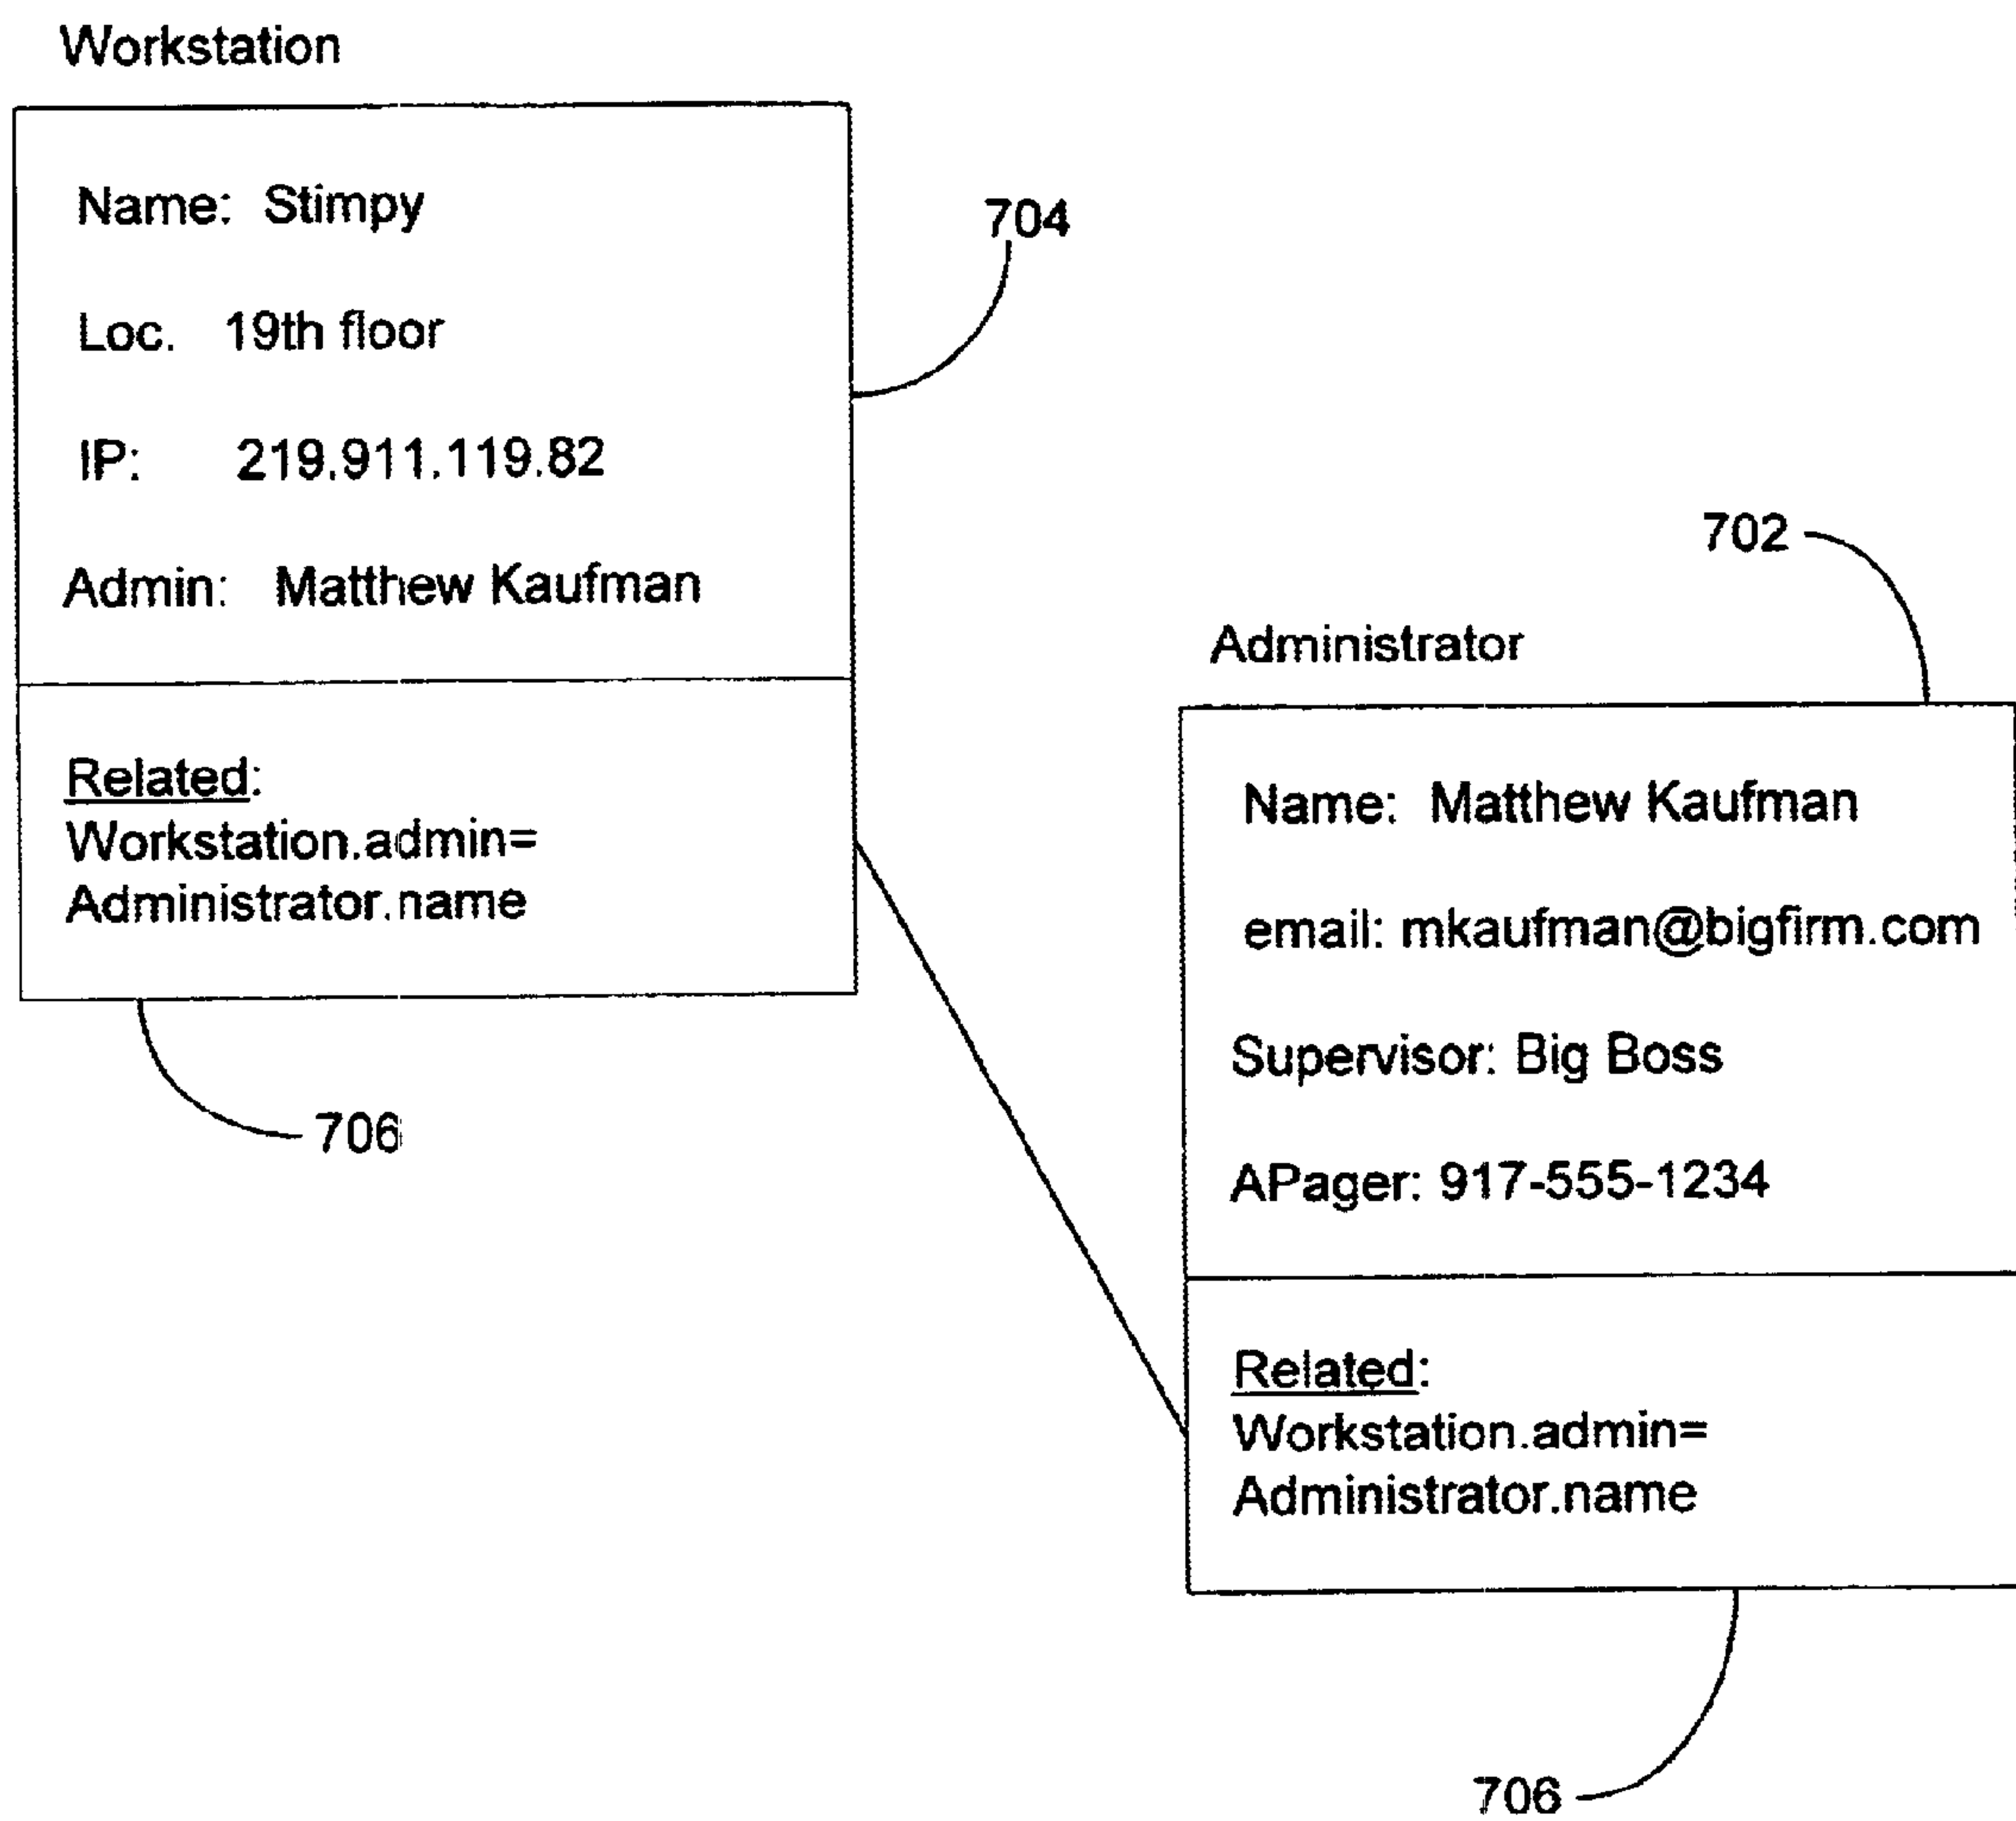 Workstation
Name: Stimpy
704
Loc. 19th floor
IP: 219.911.119.82
Admin: Matthew Kaufman
Related:
Workstation.admin=
Administrator.name
706
702
Administrator
Name: Matthew Kaufman
email: mkaufman@bigfirm.com
Supervisor: Big Boss
APager: 917-555-1234
Related:
Workstation.admin=
Administrator.name
706